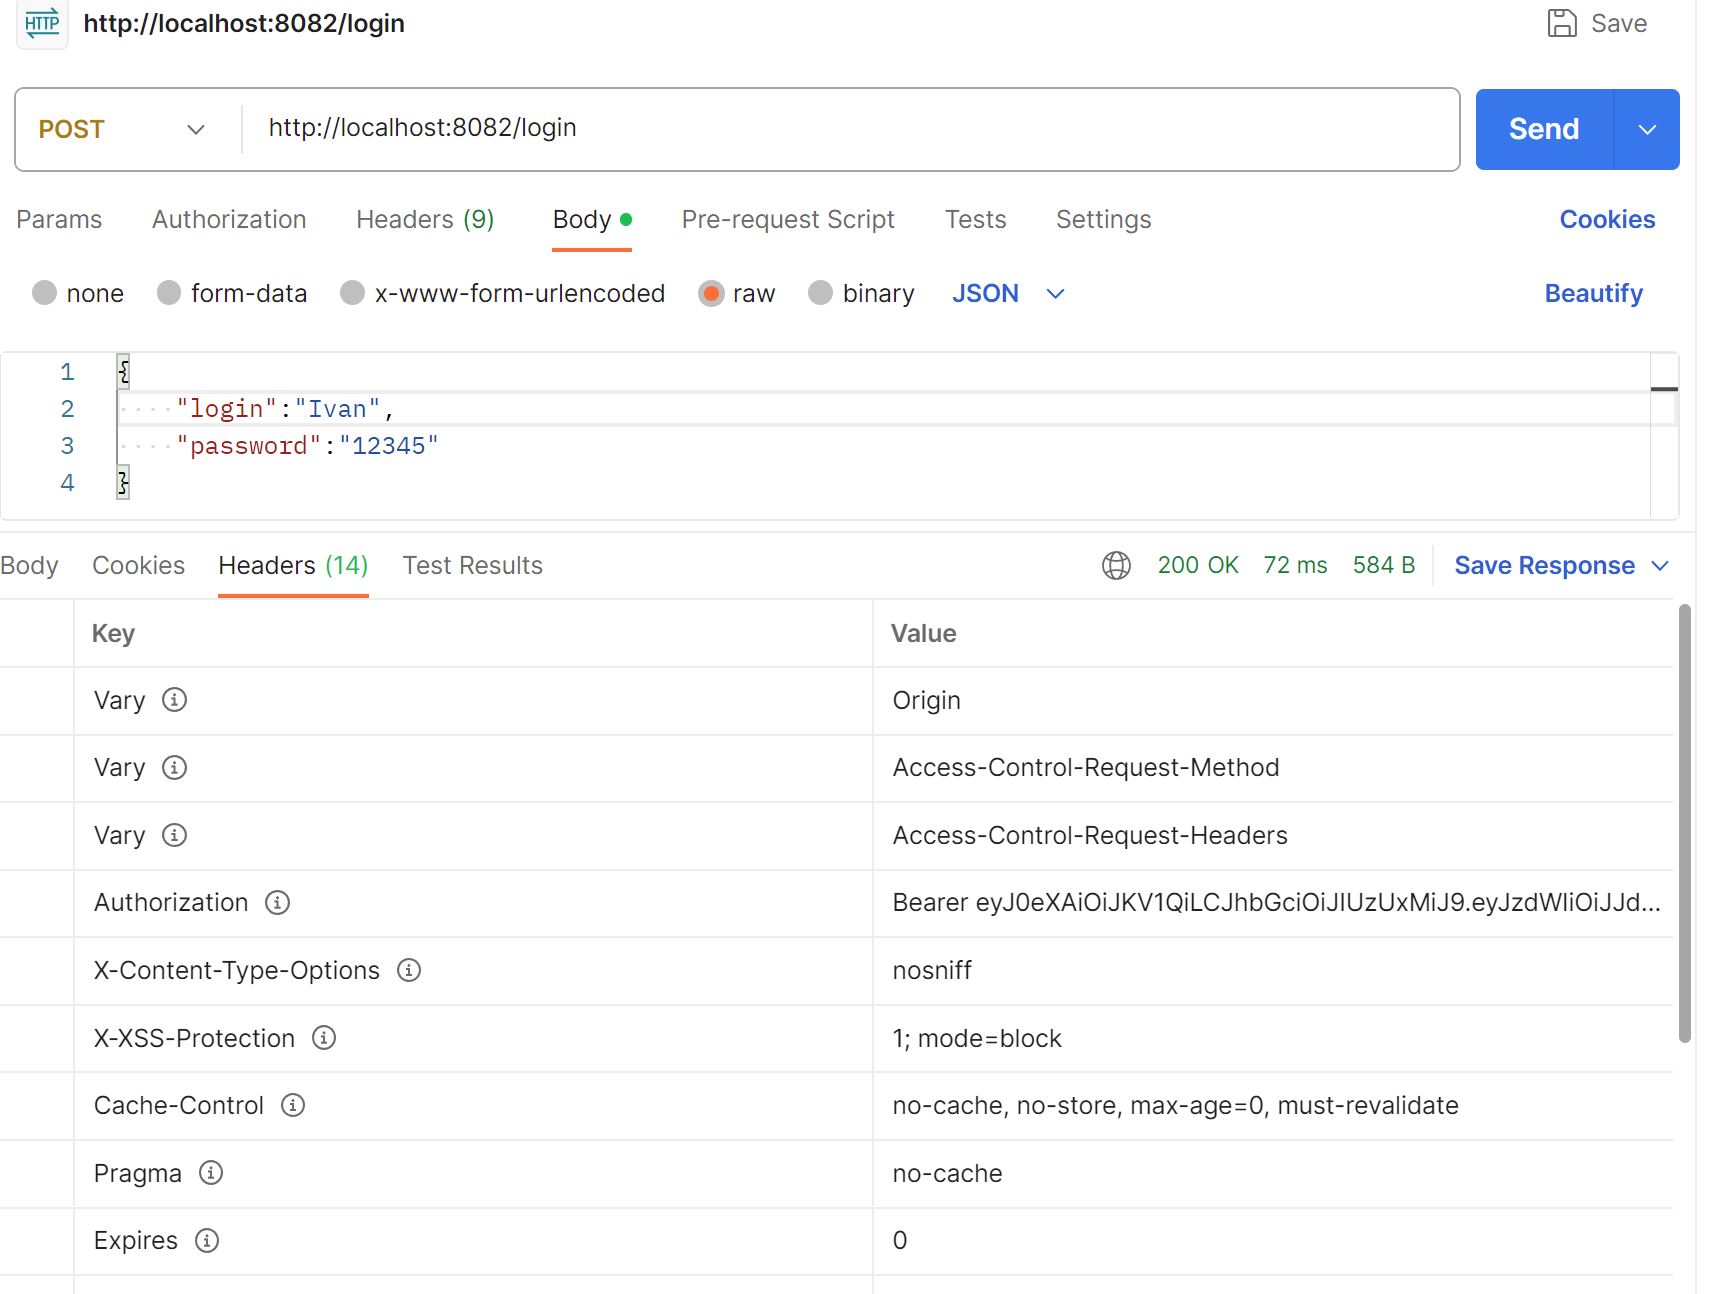 HTTP http://localhost:8082/login Save
POST http://localhost:8082/login Send
Params Authorization Headers (9) Body Pre-request Script Tests Settings Cookies
none form-data x-www-form-urlencoded raw binary JSON Beautify
1 {
2 "login":"Ivan",
3 "password":"12345"
4 }
Body Cookies Headers (14) Test Results 200 OK 72 ms 584 B Save Response
Key Value
Vary Origin
Vary Access-Control-Request-Method
Vary Access-Control-Request-Headers
Authorization Bearer eyJ0eXAiOiJKV1QiLCJhbGciOiJIUzUxMiJ9.eyJzdWIiOiJJd...
X-Content-Type-Options nosniff
X-XSS-Protection 1; mode=block
Cache-Control no-cache, no-store, max-age=0, must-revalidate
Pragma no-cache
Expires 0